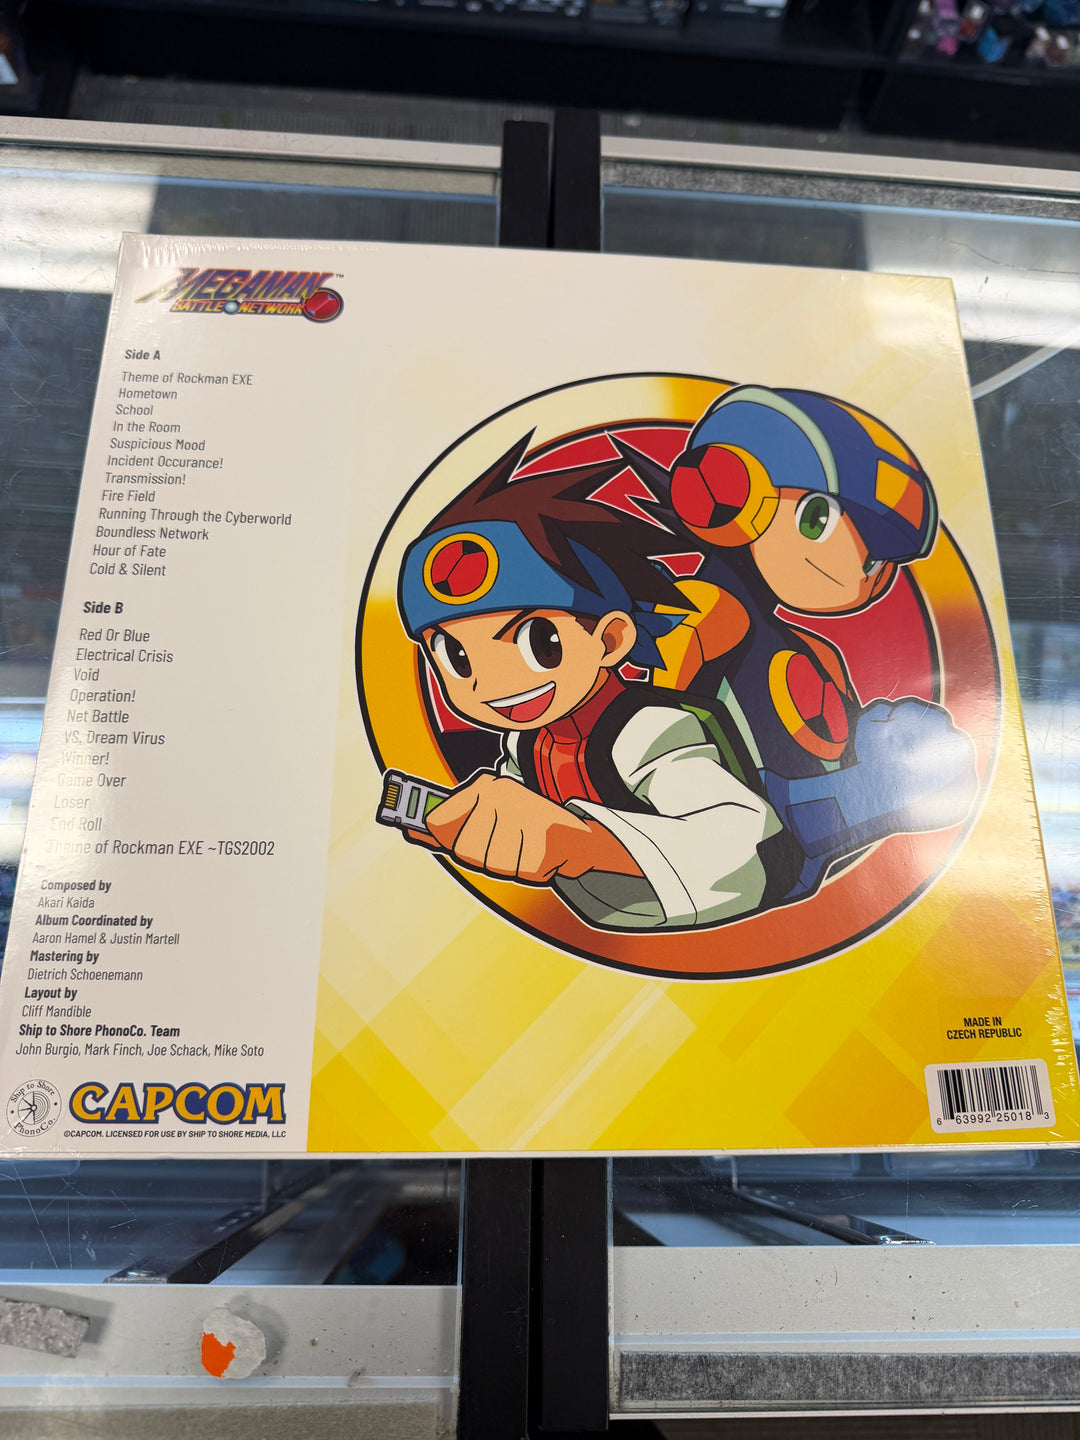 MEGAMAN™
BATTLE NETWORK
Side A
Theme of Rockman EXE
Hometown
School
In the Room
Suspicious Mood
Incident Occurance!
Transmission!
Fire Field
Running Through the Cyberworld
Boundless Network
Hour of Fate
Cold & Silent
Side B
Red Or Blue
Electrical Crisis
Void
Operation!
Net Battle
VS. Dream Virus
Winner!
Game Over
Loser
End Roll
Theme of Rockman EXE ~TGS2002
Composed by
Akari Kaida
Album Coordinated by
Aaron Hamel & Justin Martell
Mastering by
Dietrich Schoenemann
Layout by
Cliff Mandible
Ship to Shore PhonoCo. Team
John Burgio, Mark Finch, Joe Schack, Mike Soto
Ship to Shore
PhonoCo.
CAPCOM
©CAPCOM. LICENSED FOR USE BY SHIP TO SHORE MEDIA, LLC
MADE IN
CZECH REPUBLIC
6 63992 25018 3